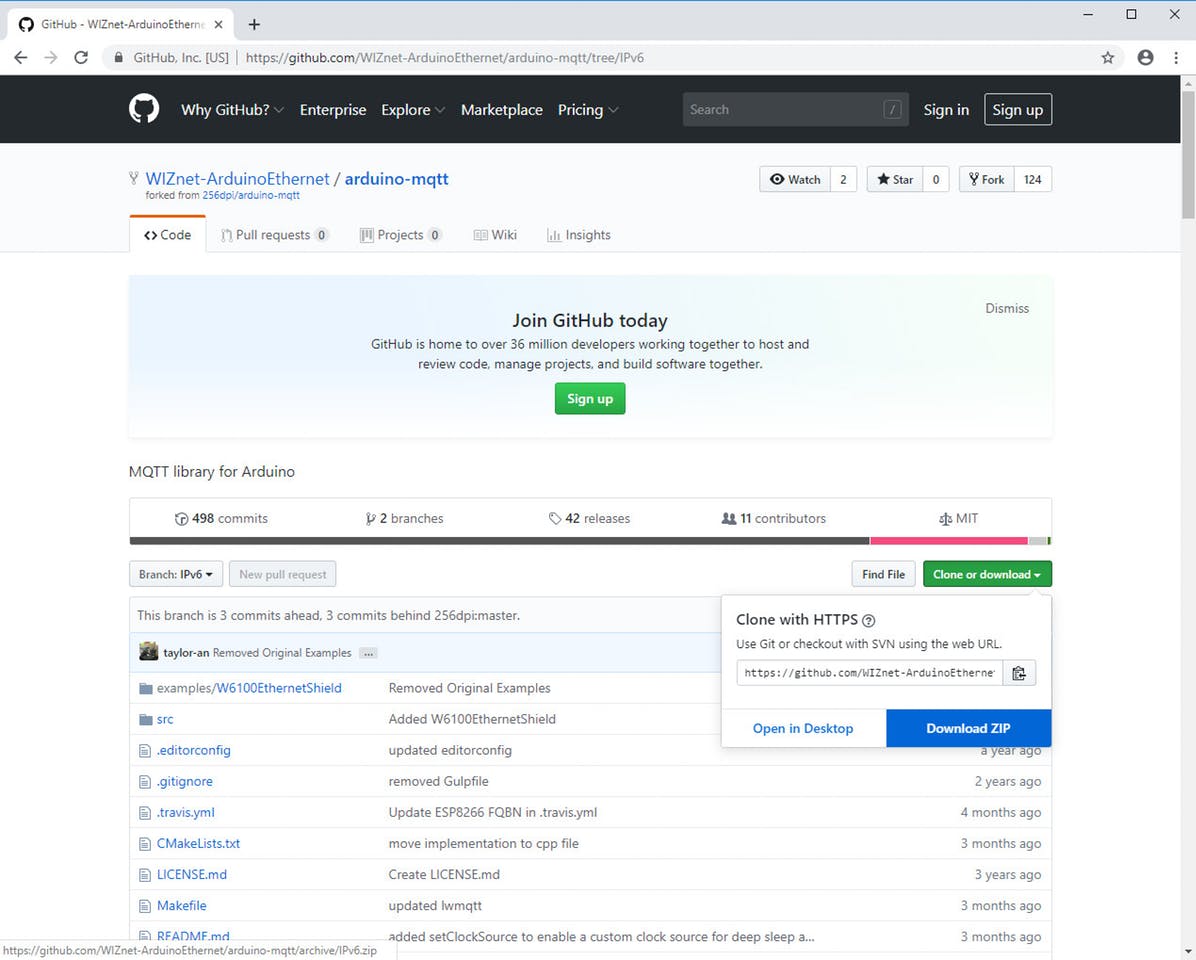 GitHub - WIZnet-ArduinoEtherne
GitHub, Inc. [US] https://github.com/WIZnet-ArduinoEthernet/arduino-mqtt/tree/IPv6
Why GitHub? Enterprise Explore Marketplace Pricing Search / Sign in Sign up
WIZnet-ArduinoEthernet / arduino-mqtt Watch 2 Star 0 Fork 124
forked from 256dpi/arduino-mqtt
Code Pull requests 0 Projects 0 Wiki Insights
Dismiss
Join GitHub today
GitHub is home to over 36 million developers working together to host and
review code, manage projects, and build software together.
Sign up
MQTT library for Arduino
498 commits 2 branches 42 releases 11 contributors MIT
Branch: IPv6 New pull request Find File Clone or download
This branch is 3 commits ahead, 3 commits behind 256dpi:master.
Clone with HTTPS ?
Use Git or checkout with SVN using the web URL.
https://github.com/WIZnet-ArduinoEtherne
Open in Desktop Download ZIP
taylor-an Removed Original Examples ...
examples/W6100EthernetShield Removed Original Examples
src Added W6100EthernetShield
.editorconfig updated editorconfig a year ago
.gitignore removed Gulpfile 2 years ago
.travis.yml Update ESP8266 FQBN in .travis.yml 4 months ago
CMakeLists.txt move implementation to cpp file 3 months ago
LICENSE.md Create LICENSE.md 3 years ago
Makefile updated lwmqtt 3 months ago
README.md added setClockSource to enable a custom clock source for deep sleep a... 3 months ago
https://github.com/WIZnet-ArduinoEthernet/arduino-mqtt/archive/IPv6.zip